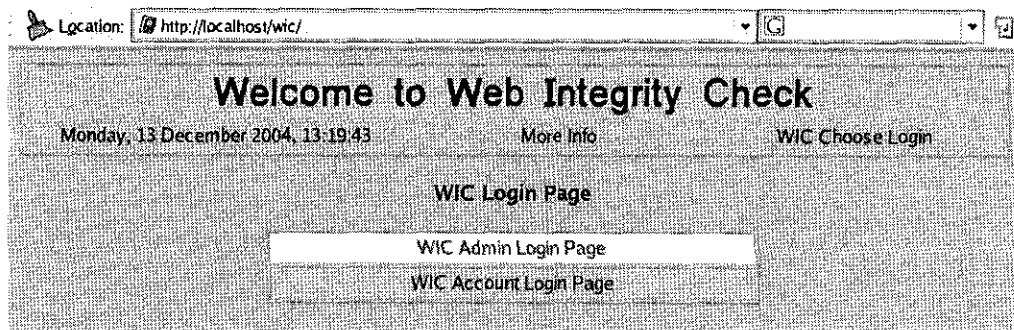 Location: http://localhost/wic/ G
Welcome to Web Integrity Check
Monday, 13 December 2004, 13:19:43 More Info WIC Choose Login
WIC Login Page
WIC Admin Login Page
WIC Account Login Page